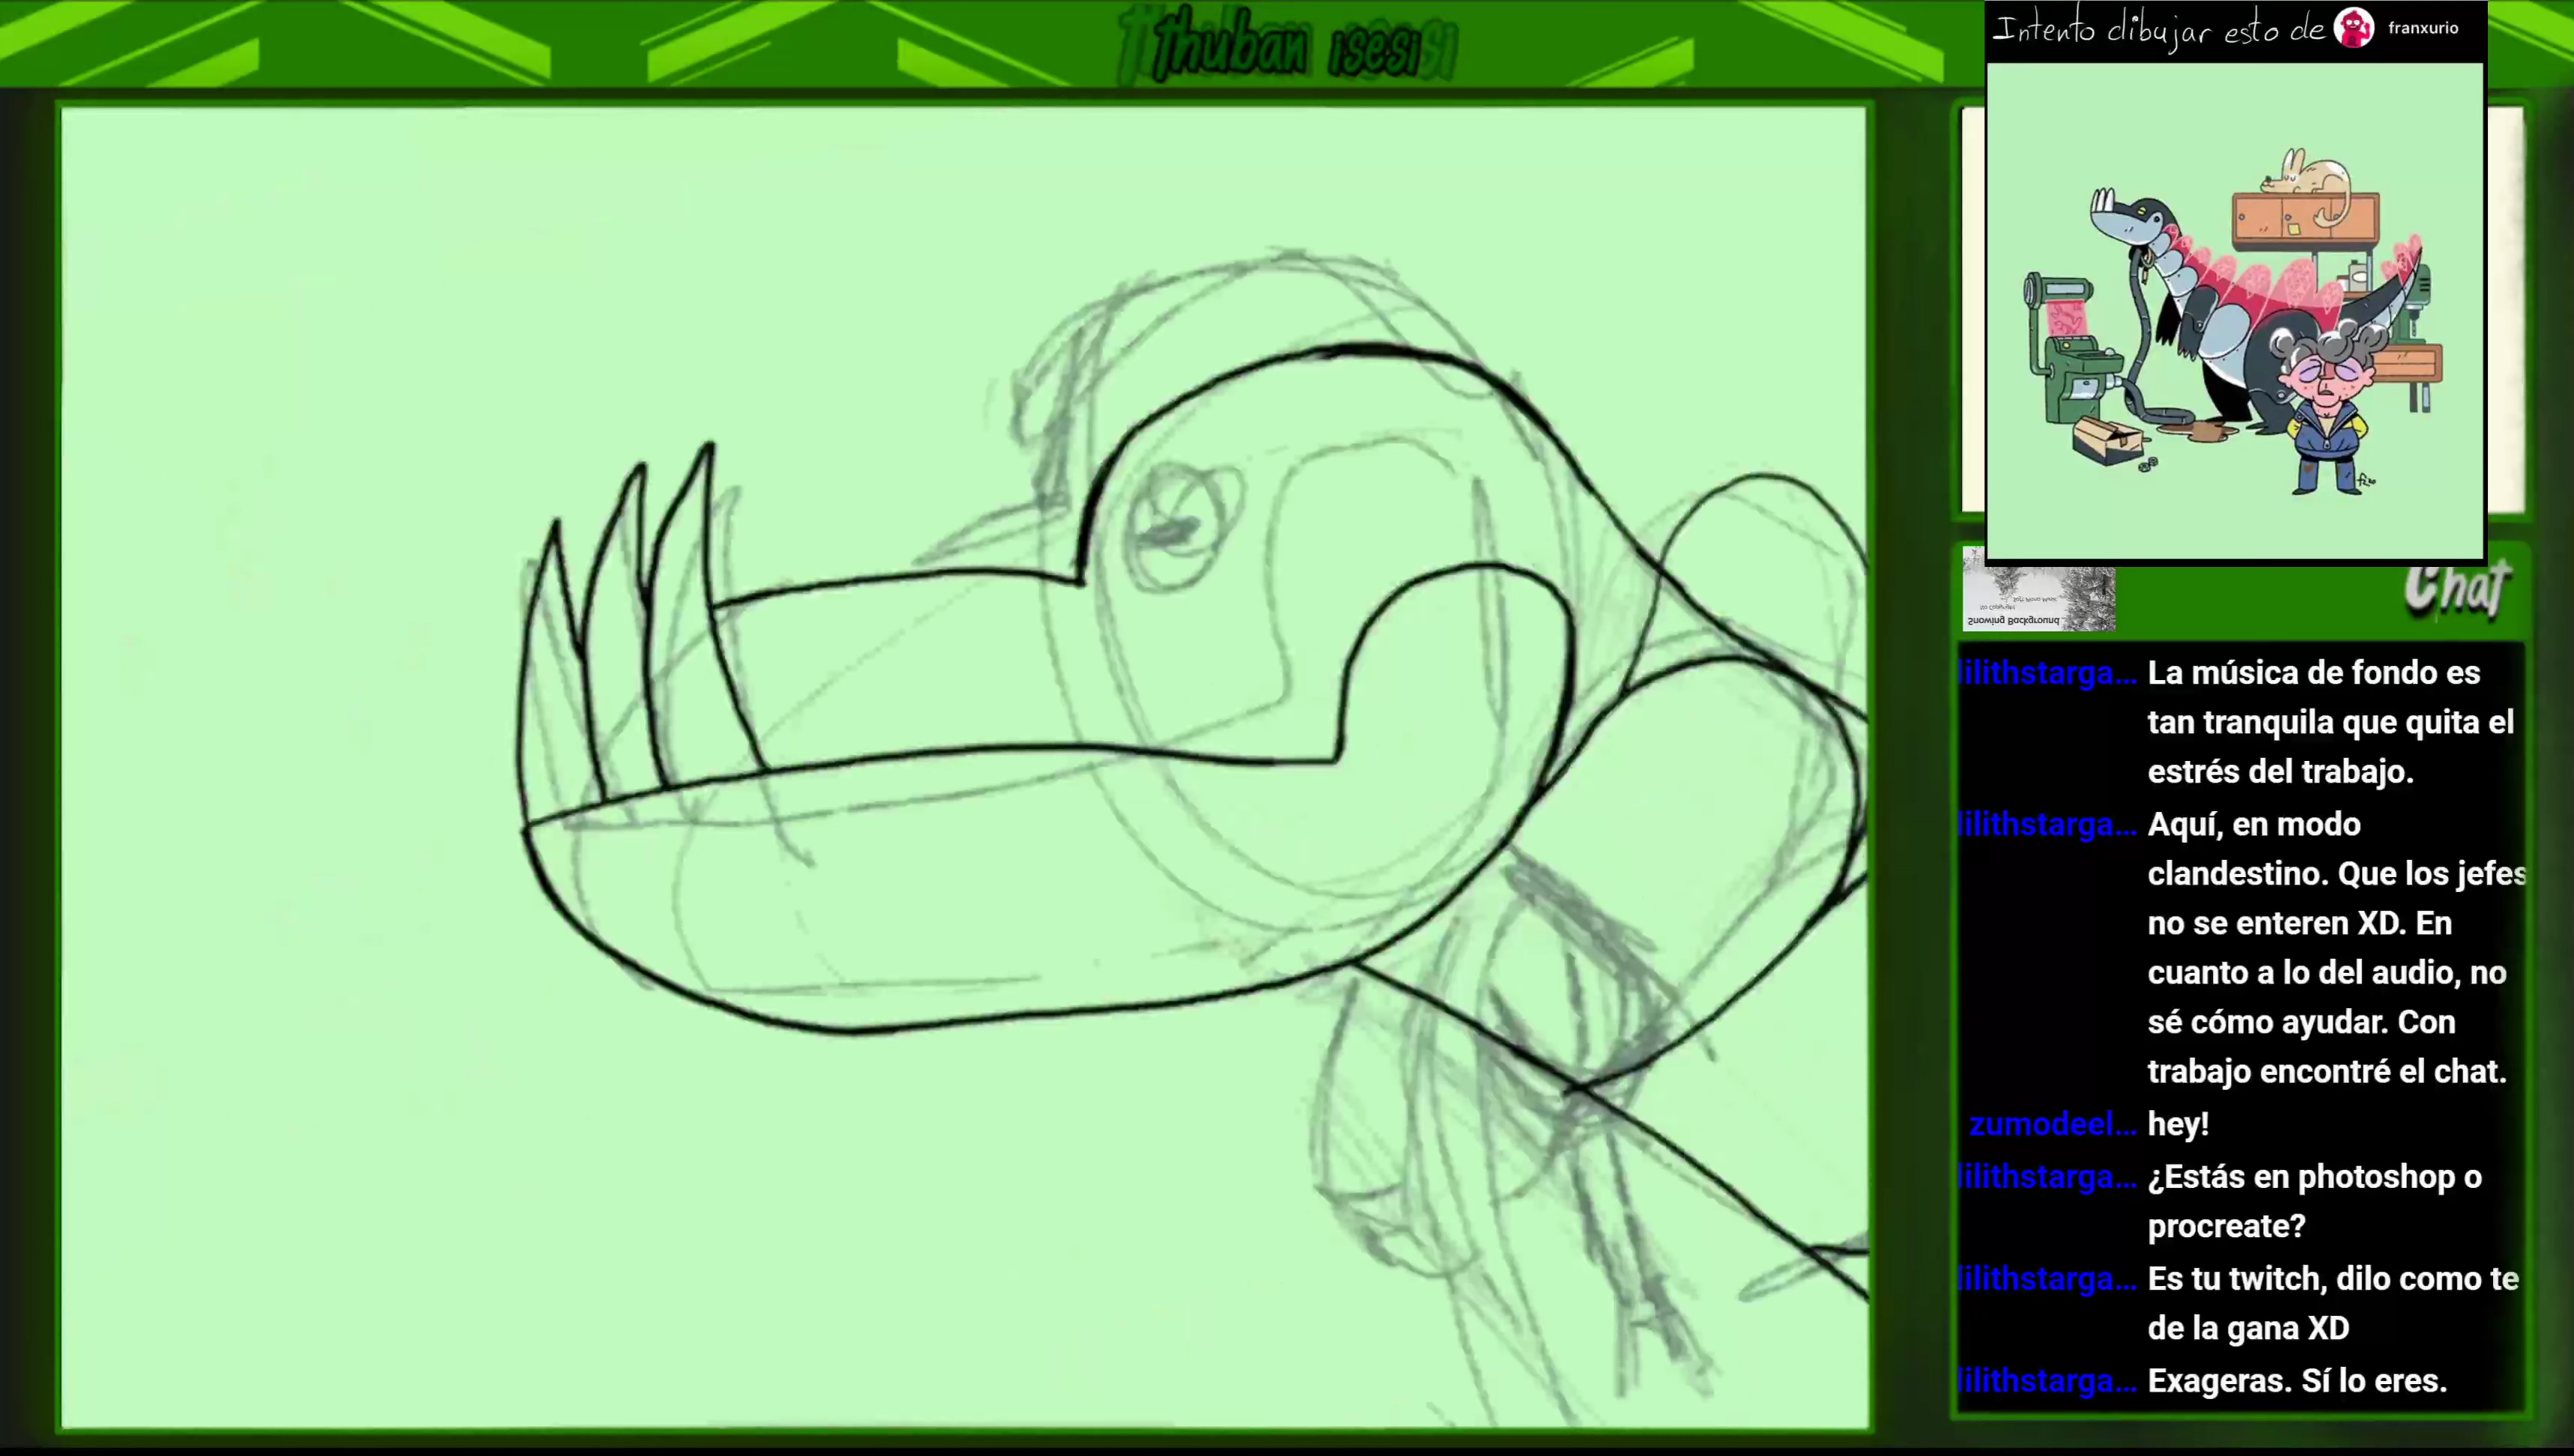 thuban isesisi
Intento dibujar esto de franxurio
Snowing Background
Chat
lilithstarga... La música de fondo es
tan tranquila que quita el
estrés del trabajo.
lilithstarga... Aquí, en modo
clandestino. Que los jefes
no se enteren XD. En
cuanto a lo del audio, no
sé cómo ayudar. Con
trabajo encontré el chat.
zumodeel... hey!
lilithstarga... ¿Estás en photoshop o
procreate?
lilithstarga... Es tu twitch, dilo como te
de la gana XD
lilithstarga... Exageras. Sí lo eres.